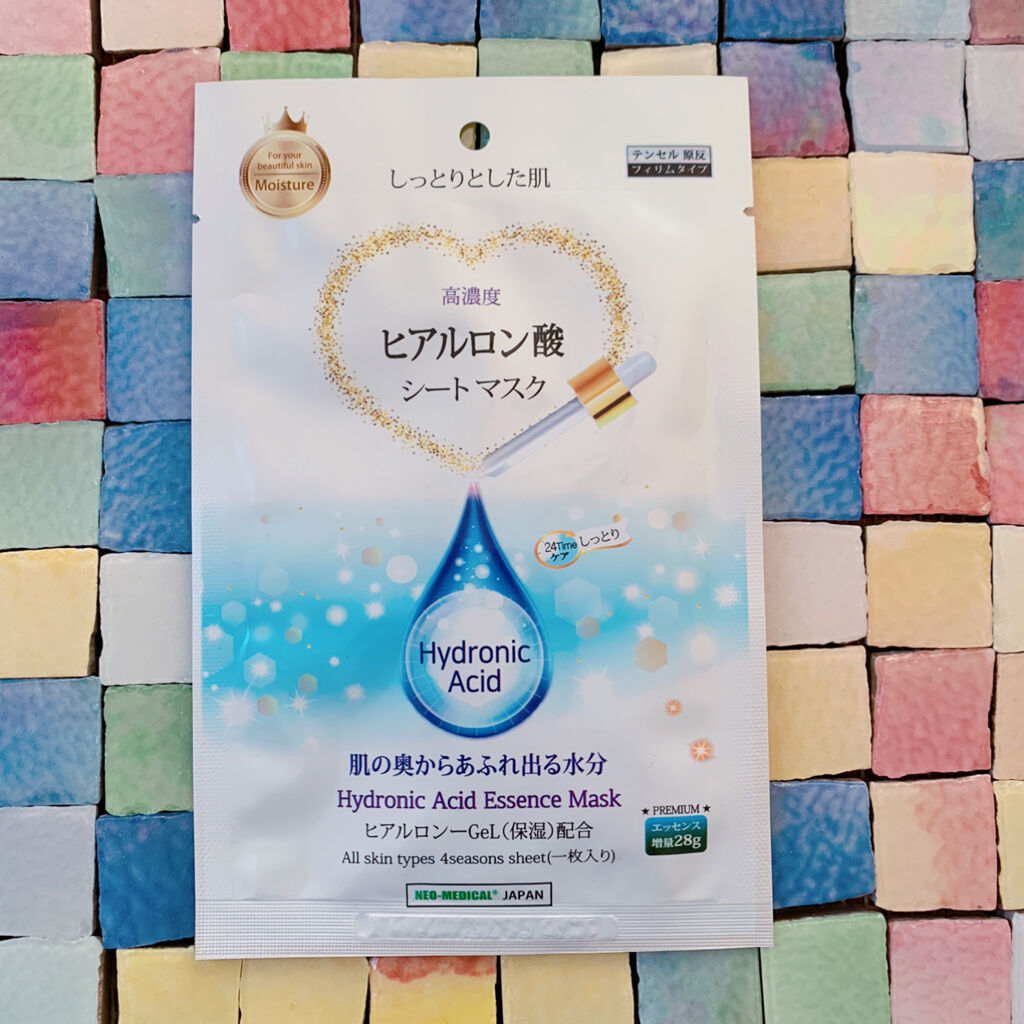 For your
beautiful skin
Moisture
しっとりとした肌
テンセル 原反
フィリムタイプ
高濃度
ヒアルロン酸
シートマスク
24Time
ケア
しっとり
Hydronic
Acid
肌の奥からあふれ出る水分
Hydronic Acid Essence Mask
ヒアルロンーGeL(保湿)配合
All skin types 4seasons sheet(一枚入り)
★ PREMIUM ★
エッセンス
増量28g
NEO-MEDICAL® JAPAN